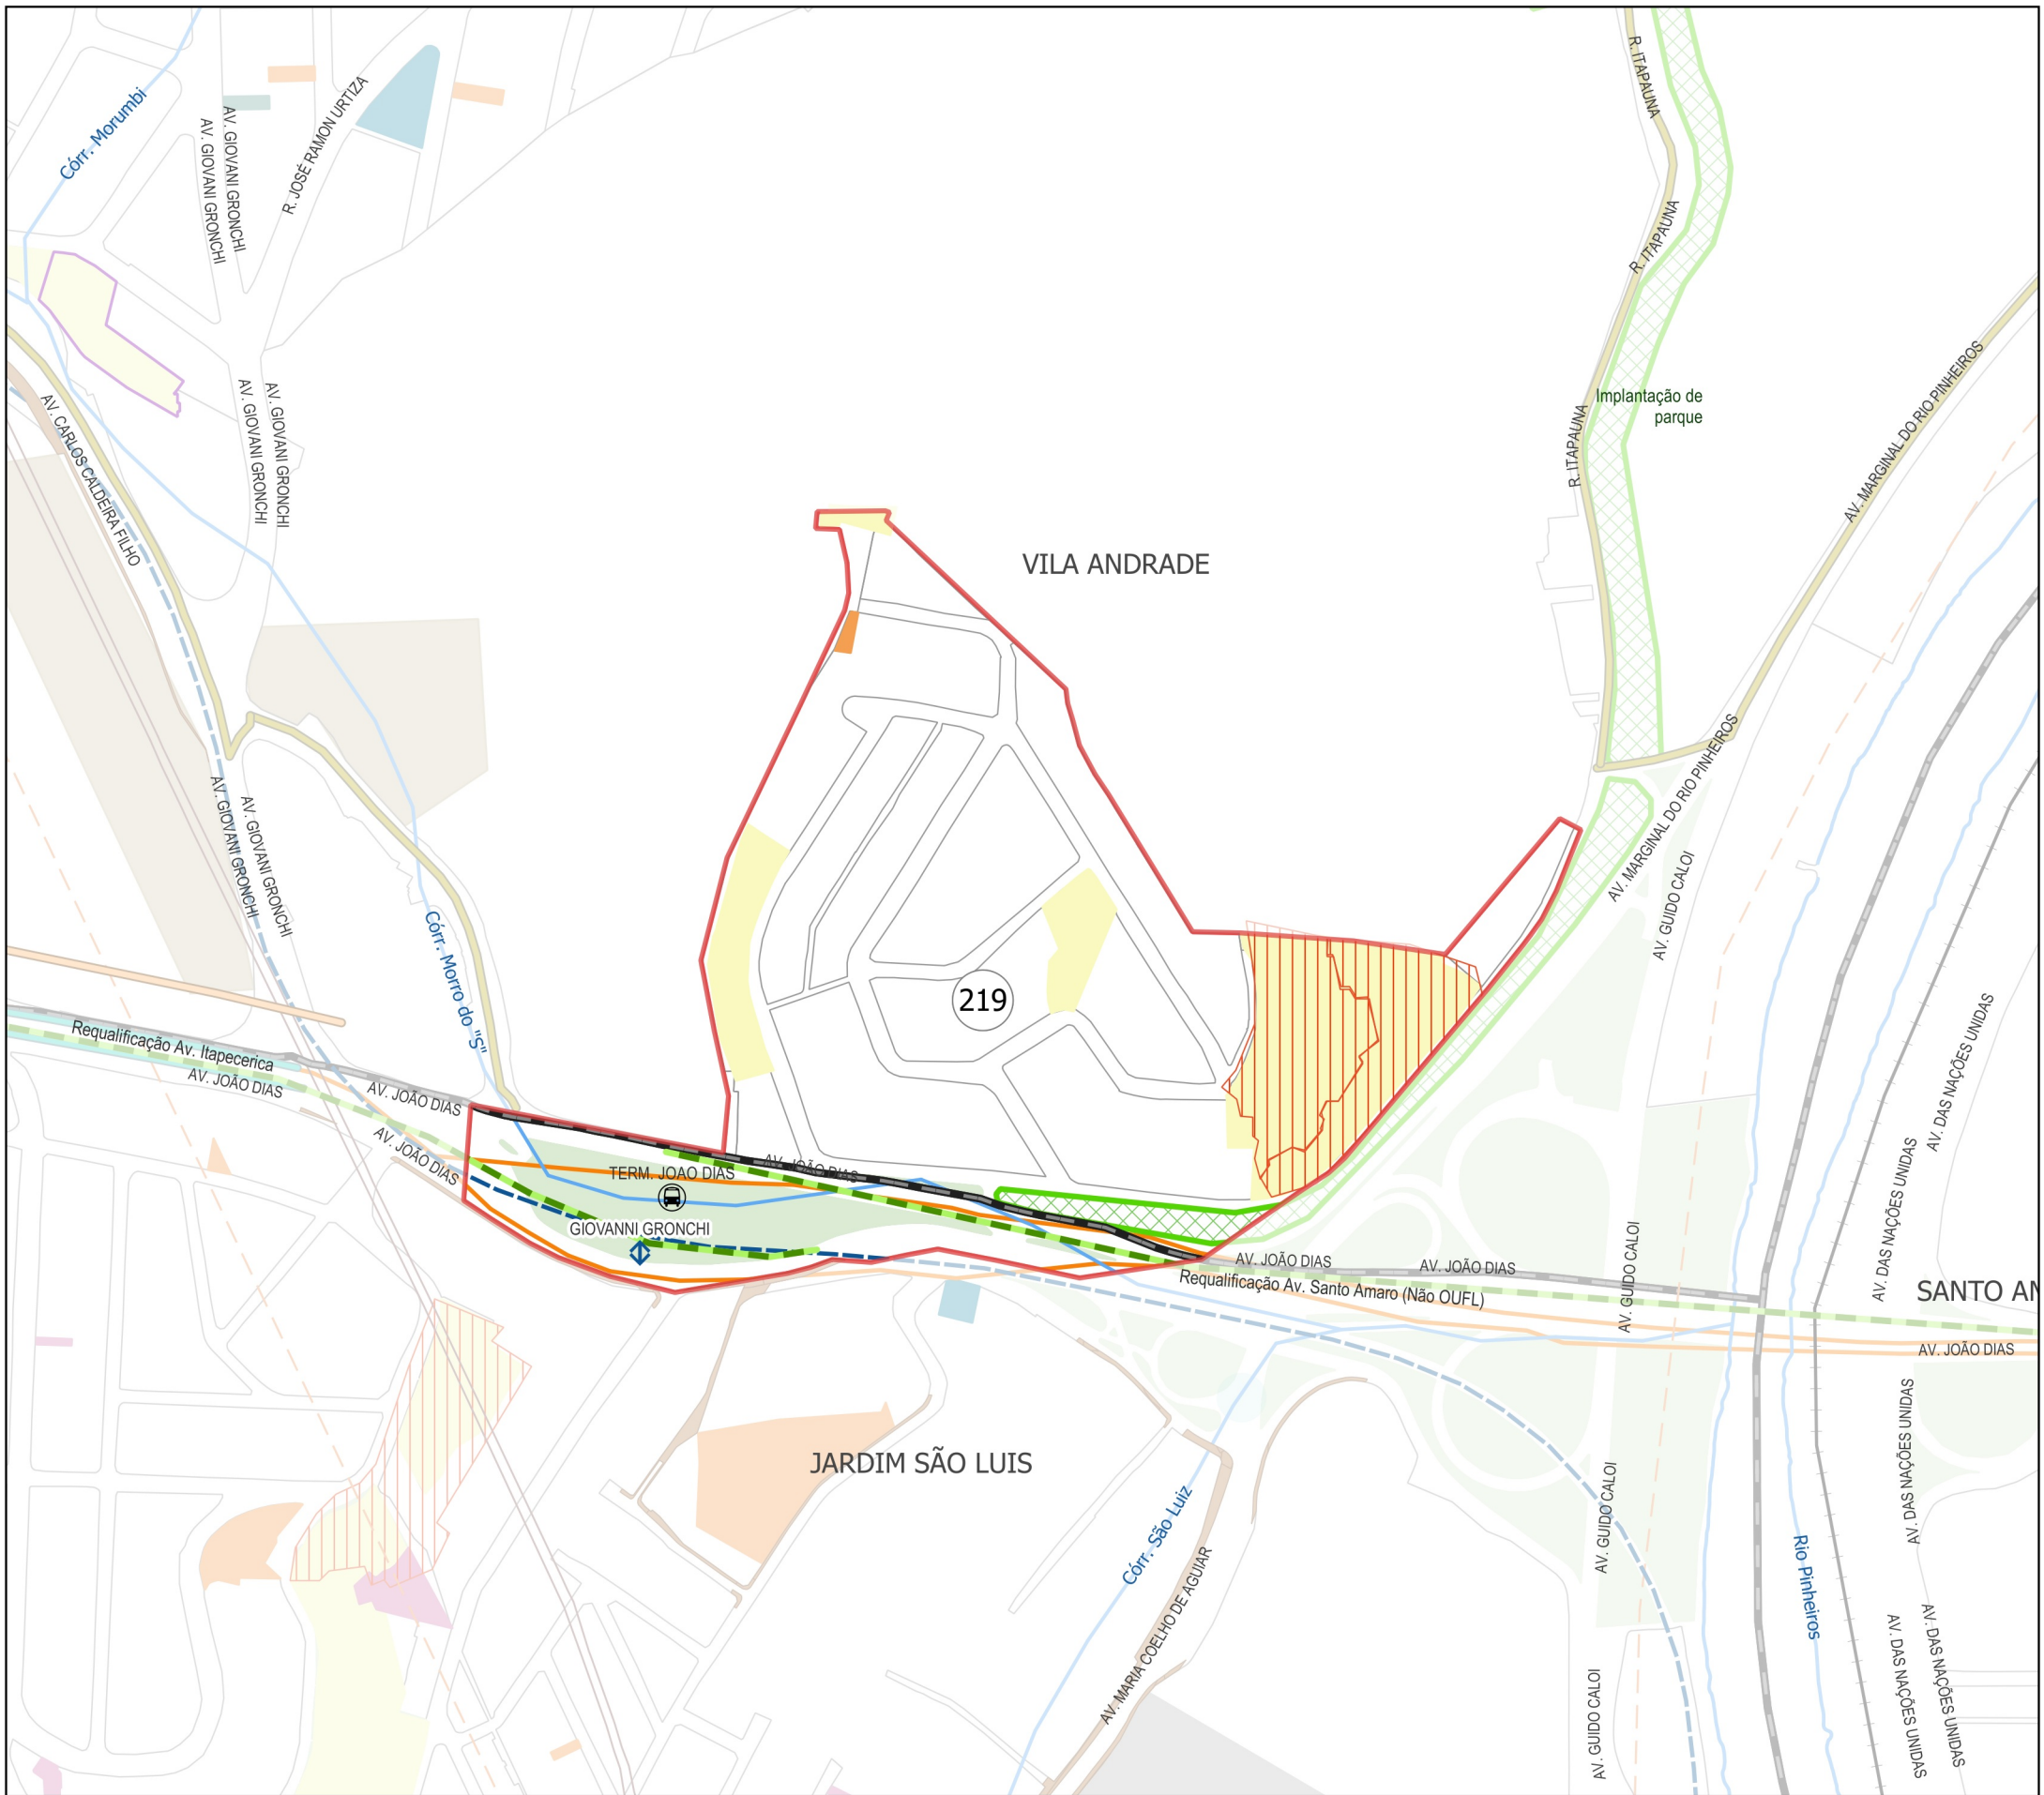 R. ITAPAUNA
Córr. Morumbi
AV. GIOVANI GRONCHI
AV. GIOVANI GRONCHI
R. JOSÉ RAMON URTIZA
R. ITAPAUNA
AV. MARGINAL DO RIO PINHEIROS
Implantação de
parque
AV. CARLOS CALDEIRA FILHO
AV. GIOVANI GRONCHI
AV. GIOVANI GRONCHI
R. ITAPAUNA
VILA ANDRADE
AV. MARGINAL DO RIO PINHEIROS
AV. GIOVANI GRONCHI
AV. GIOVANI GRONCHI
AV. GUIDO CALOI
Córr. Morro do "S"
219
AV. DAS NAÇÕES UNIDAS
Requalificação Av. Itapecerica
AV. JOÃO DIAS
AV. JOÃO DIAS
AV. JOÃO DIAS
AV. JOÃO DIAS
TERM. JOAO DIAS
GIOVANNI GRONCHI
AV. DAS NAÇÕES UNIDAS
AV. GUIDO CALOI
AV. JOÃO DIAS
AV. JOÃO DIAS
Requalificação Av. Santo Amaro (Não OUFL)
SANTO AM
AV. JOÃO DIAS
JARDIM SÃO LUIS
AV. DAS NAÇÕES UNIDAS
AV. GUIDO CALOI
Córr. São Luiz
Rio Pinheiros
AV. MARIA COELHO DE AGUIAR
AV. GUIDO CALOI
AV. DAS NAÇÕES UNIDAS
AV. DAS NAÇÕES UNIDAS